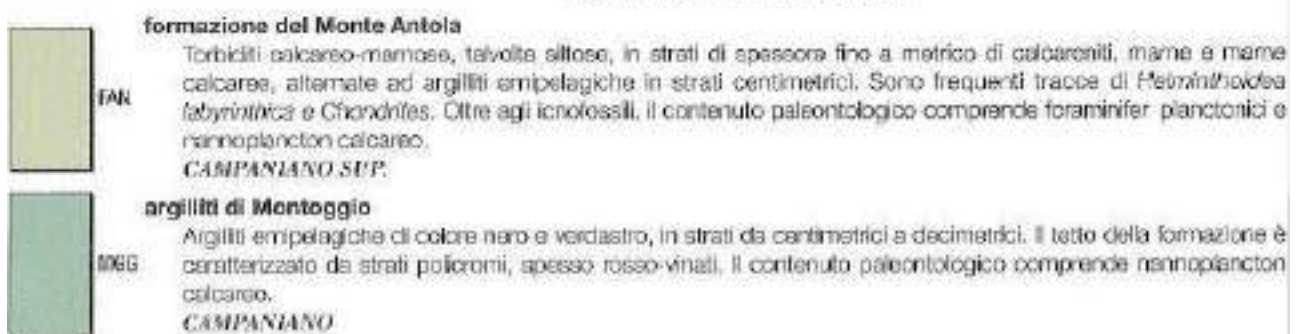 formazione del Monte Antola
Torbiditi calcareo-marnose, talvolta siltose, in strati di spessore fino a metrico di calcareniti, marne e marne
FAN
calcaree, alternate ad argilliti emipelagiche in strati centimetrici. Sono frequenti tracce di Helminthoidea
labyrinthica e Chondrites. Oltre agli icnofossili, il contenuto paleontologico comprende foraminifer planctonici e
nannoplancton calcareo.
CAMPANIANO SUP.
argilliti di Montoggio
Argilliti emipelagiche di colore nero e verdastro, in strati da centimetrici a decimetrici. Il tetto della formazione è
MGG
caratterizzato da strati policromi, spesso rosso-vinati. Il contenuto paleontologico comprende nannoplancton
calcareo.
CAMPANIANO